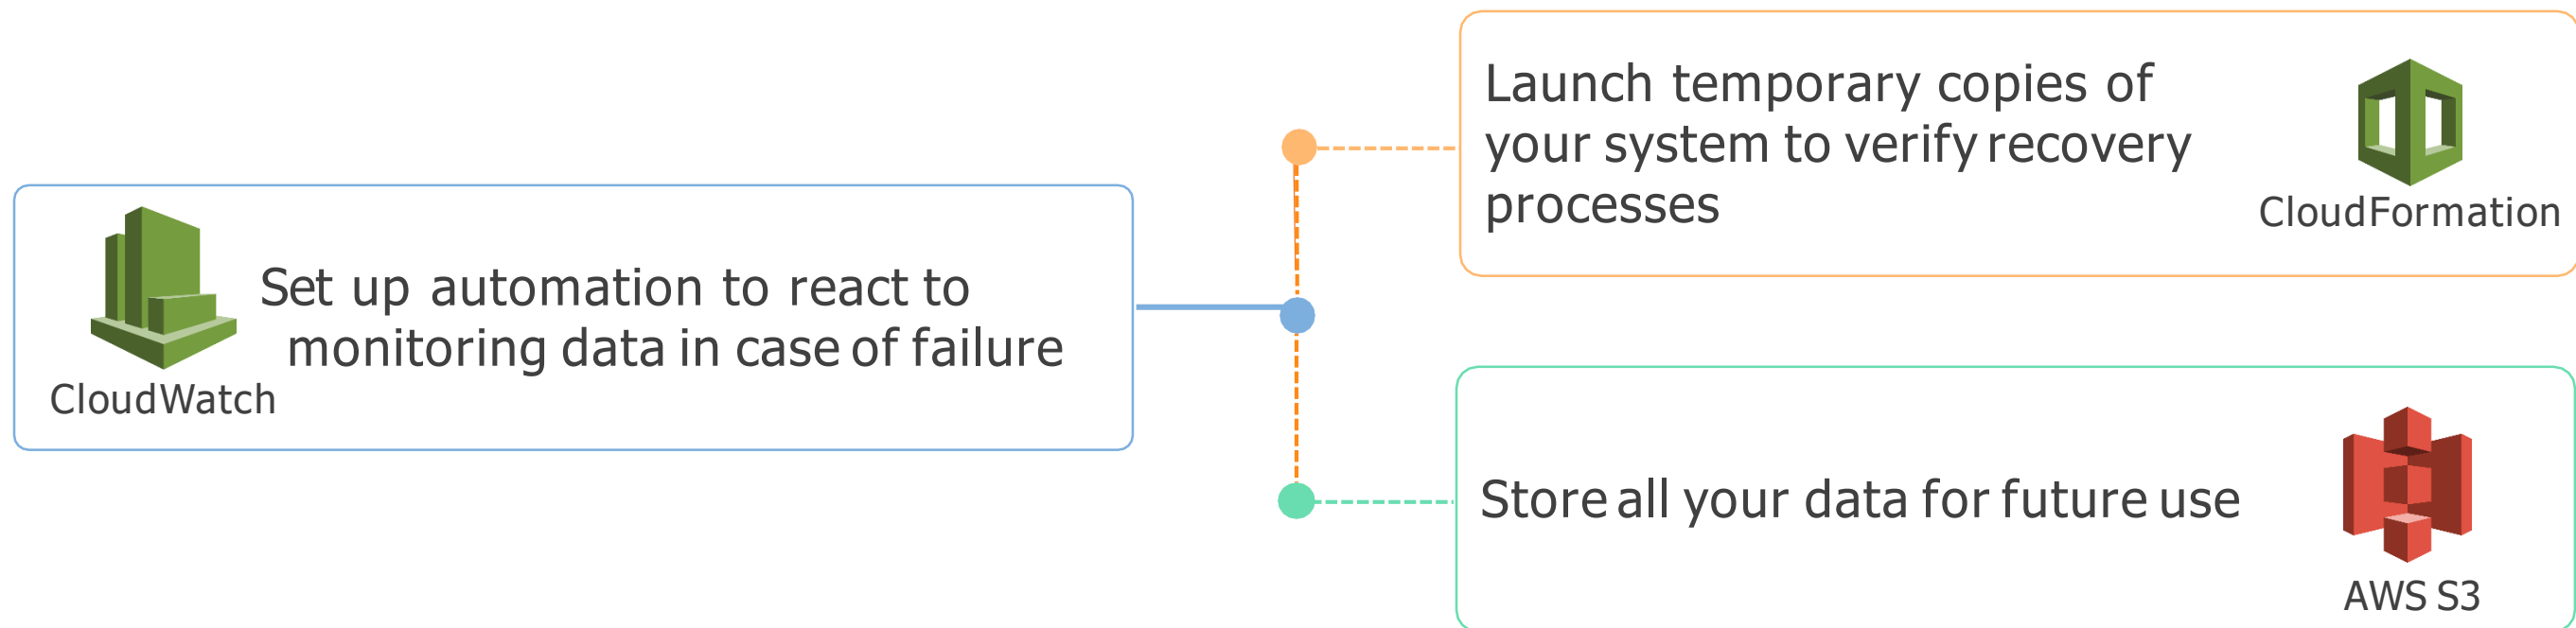 Set up automation to react to
monitoring data in case of failure
CloudWatch
Launch temporary copies of
your system to verify recovery
processes
CloudFormation
Store all your data for future use
AWS S3